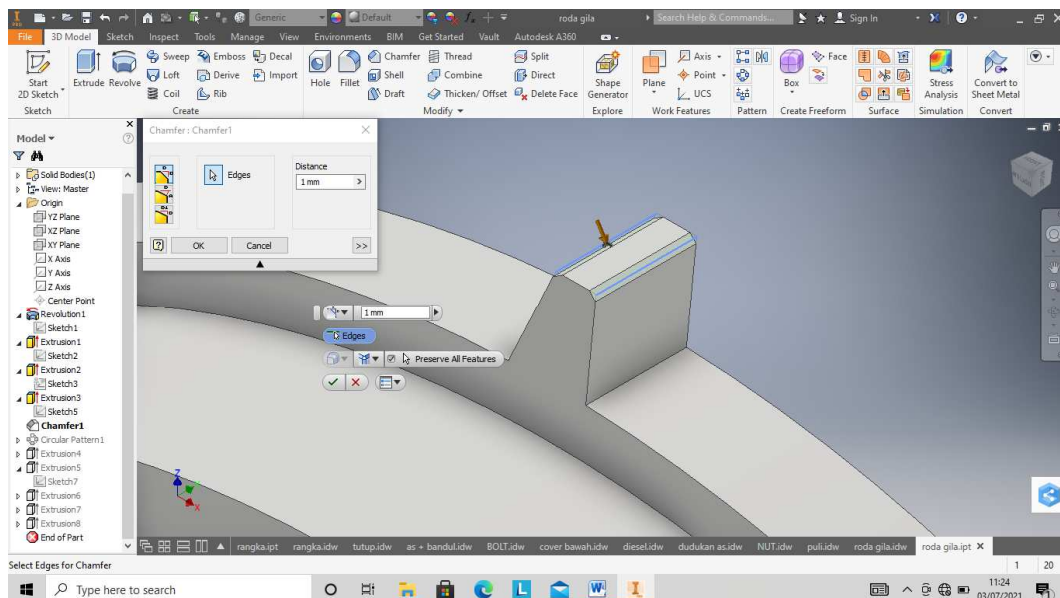 Generic Default roda gila Search Help & Commands... Sign In
File 3D Model Sketch Inspect Tools Manage View Environments BIM Get Started Vault Autodesk A360
Start 2D Sketch Extrude Revolve Sweep Emboss Decal Hole Fillet Chamfer Thread Split Shape Generator Plane Axis Box Face Stress Analysis Convert to Sheet Metal
Loft Derive Import Shell Combine Direct Point
Coil Rib Draft Thicken/ Offset Delete Face UCS
Sketch Create Modify Explore Work Features Pattern Create Freeform Surface Simulation Convert
Model
Solid Bodies(1)
View: Master
Origin
YZ Plane
XZ Plane
XY Plane
X Axis
Y Axis
Z Axis
Center Point
Revolution1
Sketch1
Extrusion1
Sketch2
Extrusion2
Sketch3
Extrusion3
Sketch5
Chamfer1
Circular Pattern1
Extrusion4
Extrusion5
Sketch7
Extrusion6
Extrusion7
Extrusion8
End of Part
Chamfer : Chamfer1
Edges
Distance
1 mm
OK Cancel >>
1 mm
Edges
Preserve All Features
Z
X
rangka.ipt rangka.idw tutup.idw as + bandul.idw BOLT.idw cover bawah.idw diesel.idw dudukan as.idw NUT.idw puli.idw roda gila.idw roda gila.ipt
Select Edges for Chamfer 1 20
Type here to search 11:24
03/07/2021